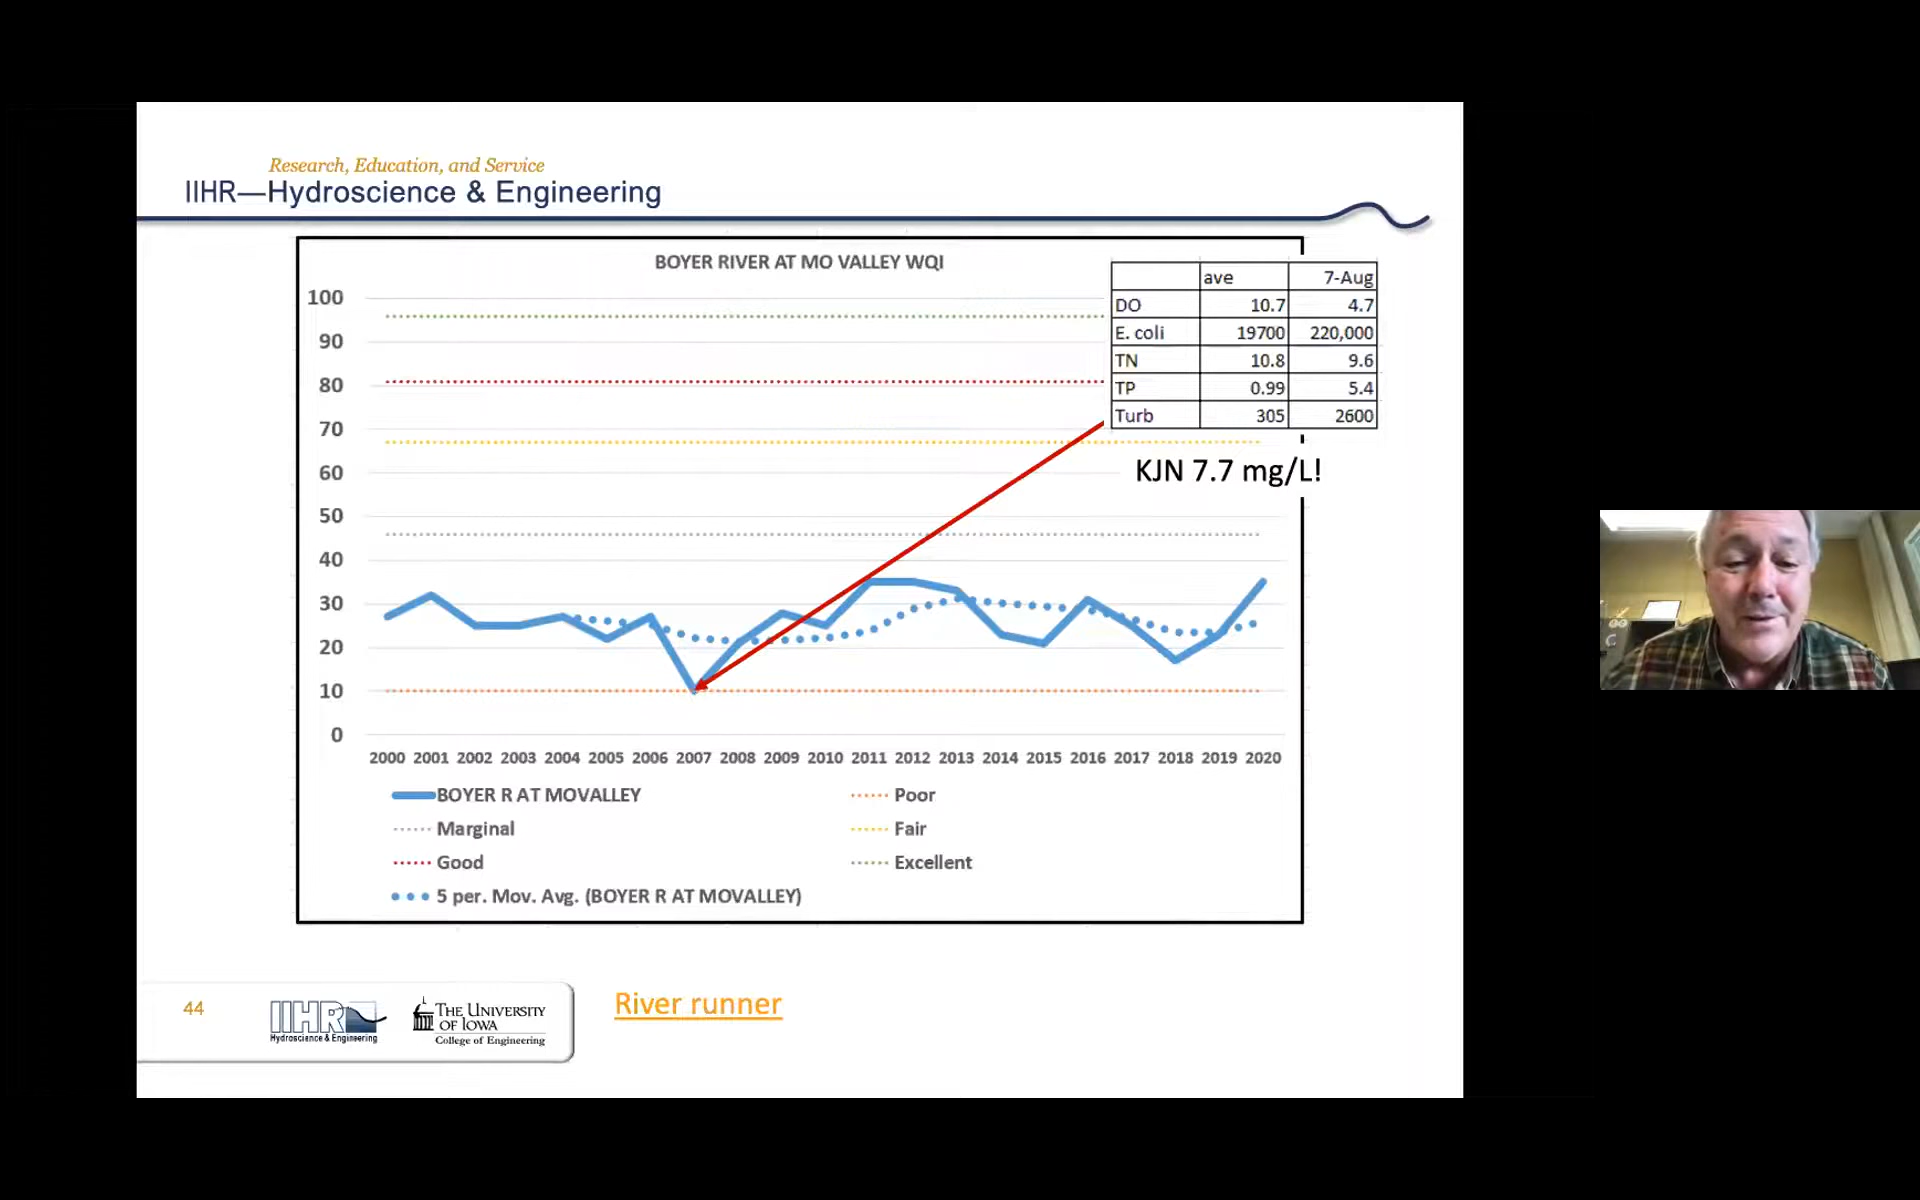 Research, Education, and Service
IIHR—Hydroscience & Engineering
BOYER RIVER AT MO VALLEY WQI
ave 7-Aug
DO 10.7 4.7
E. coli 19700 220,000
TN 10.8 9.6
TP 0.99 5.4
Turb 305 2600
KJN 7.7 mg/L!
100
90
80
70
60
50
40
30
20
10
0
2000 2001 2002 2003 2004 2005 2006 2007 2008 2009 2010 2011 2012 2013 2014 2015 2016 2017 2018 2019 2020
BOYER R AT MOVALLEY
Poor
Marginal
Fair
Good
Excellent
5 per. Mov. Avg. (BOYER R AT MOVALLEY)
44
IIHR
Hydroscience & Engineering
THE UNIVERSITY
OF IOWA
College of Engineering
River runner